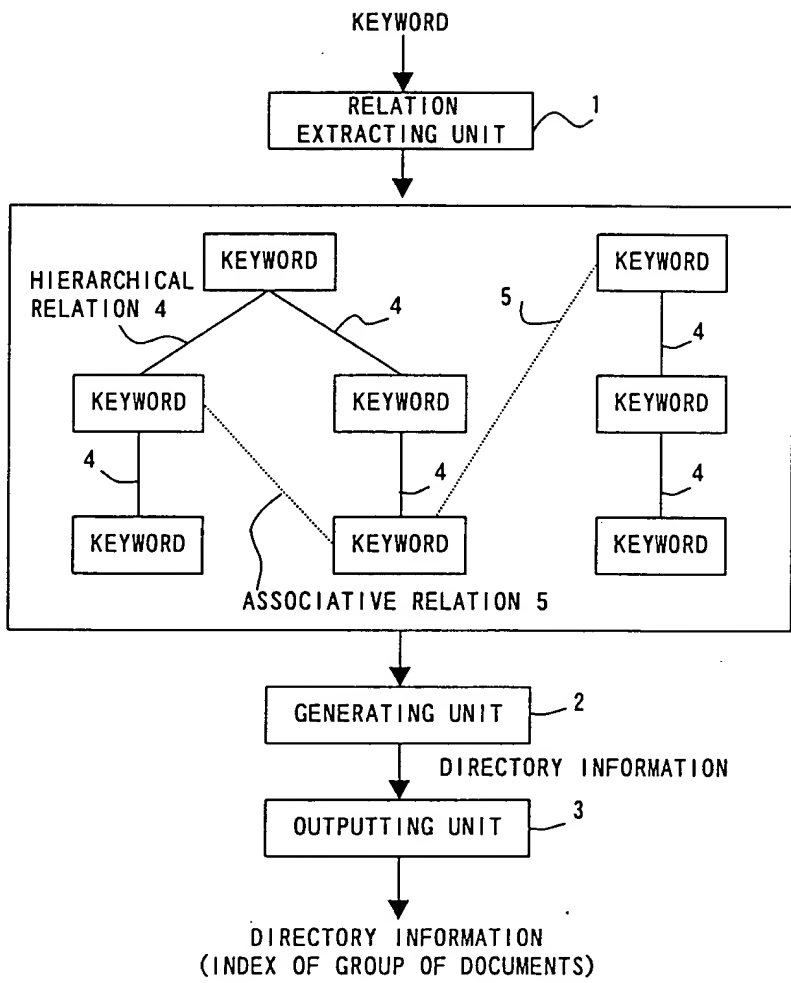 KEYWORD
RELATION
EXTRACTING UNIT
1
KEYWORD
KEYWORD
HIERARCHICAL
RELATION 4
4
5
4
KEYWORD
KEYWORD
KEYWORD
4
4
4
KEYWORD
KEYWORD
KEYWORD
ASSOCIATIVE RELATION 5
GENERATING UNIT
2
DIRECTORY INFORMATION
OUTPUTTING UNIT
3
DIRECTORY INFORMATION
(INDEX OF GROUP OF DOCUMENTS)